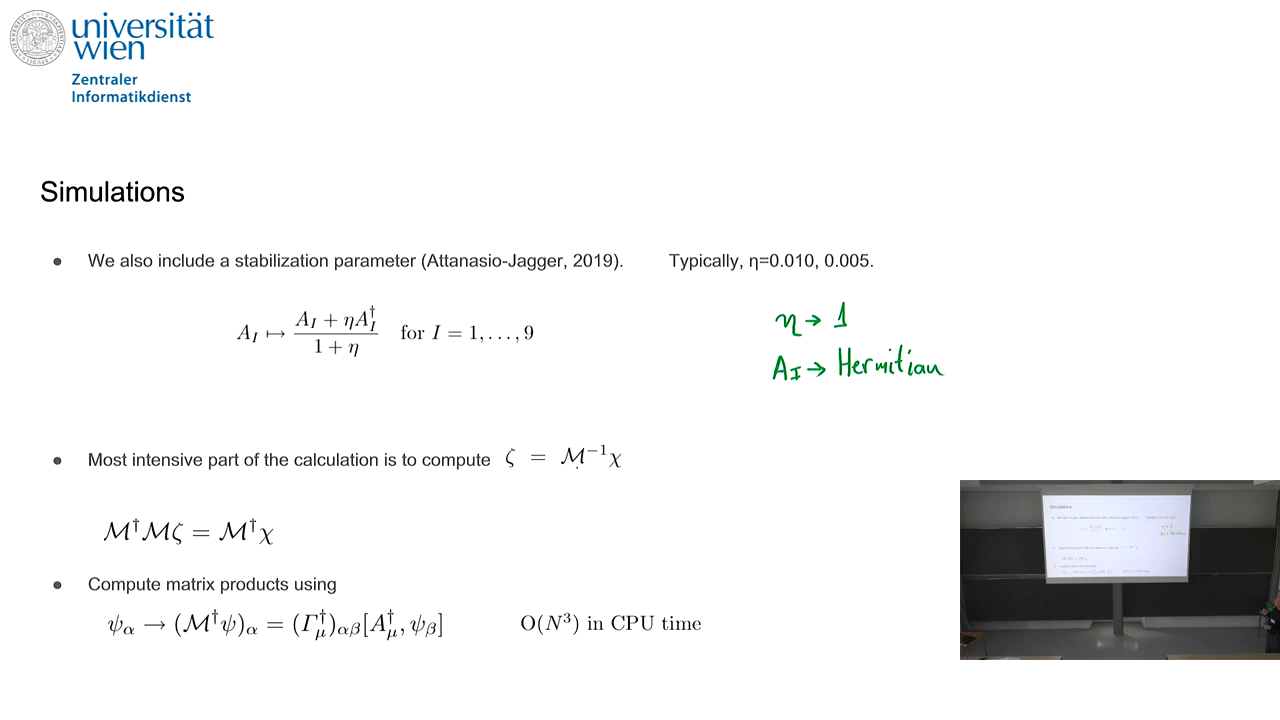 universität
wien
Zentraler
Informatikdienst
Simulations
● We also include a stabilization parameter (Attanasio-Jagger, 2019). Typically, η=0.010, 0.005.
A_I ↦ (A_I + ηA_I^†)/(1 + η) for I = 1, . . . , 9
η → 1
A_I → Hermitian
● Most intensive part of the calculation is to compute ζ = ℳ^{−1}χ
ℳ^†ℳζ = ℳ^†χ
● Compute matrix products using
ψ_α → (ℳ^†ψ)_α = (Γ_μ^†)_{αβ}[A_μ^†, ψ_β] O(N^3) in CPU time
Simulations